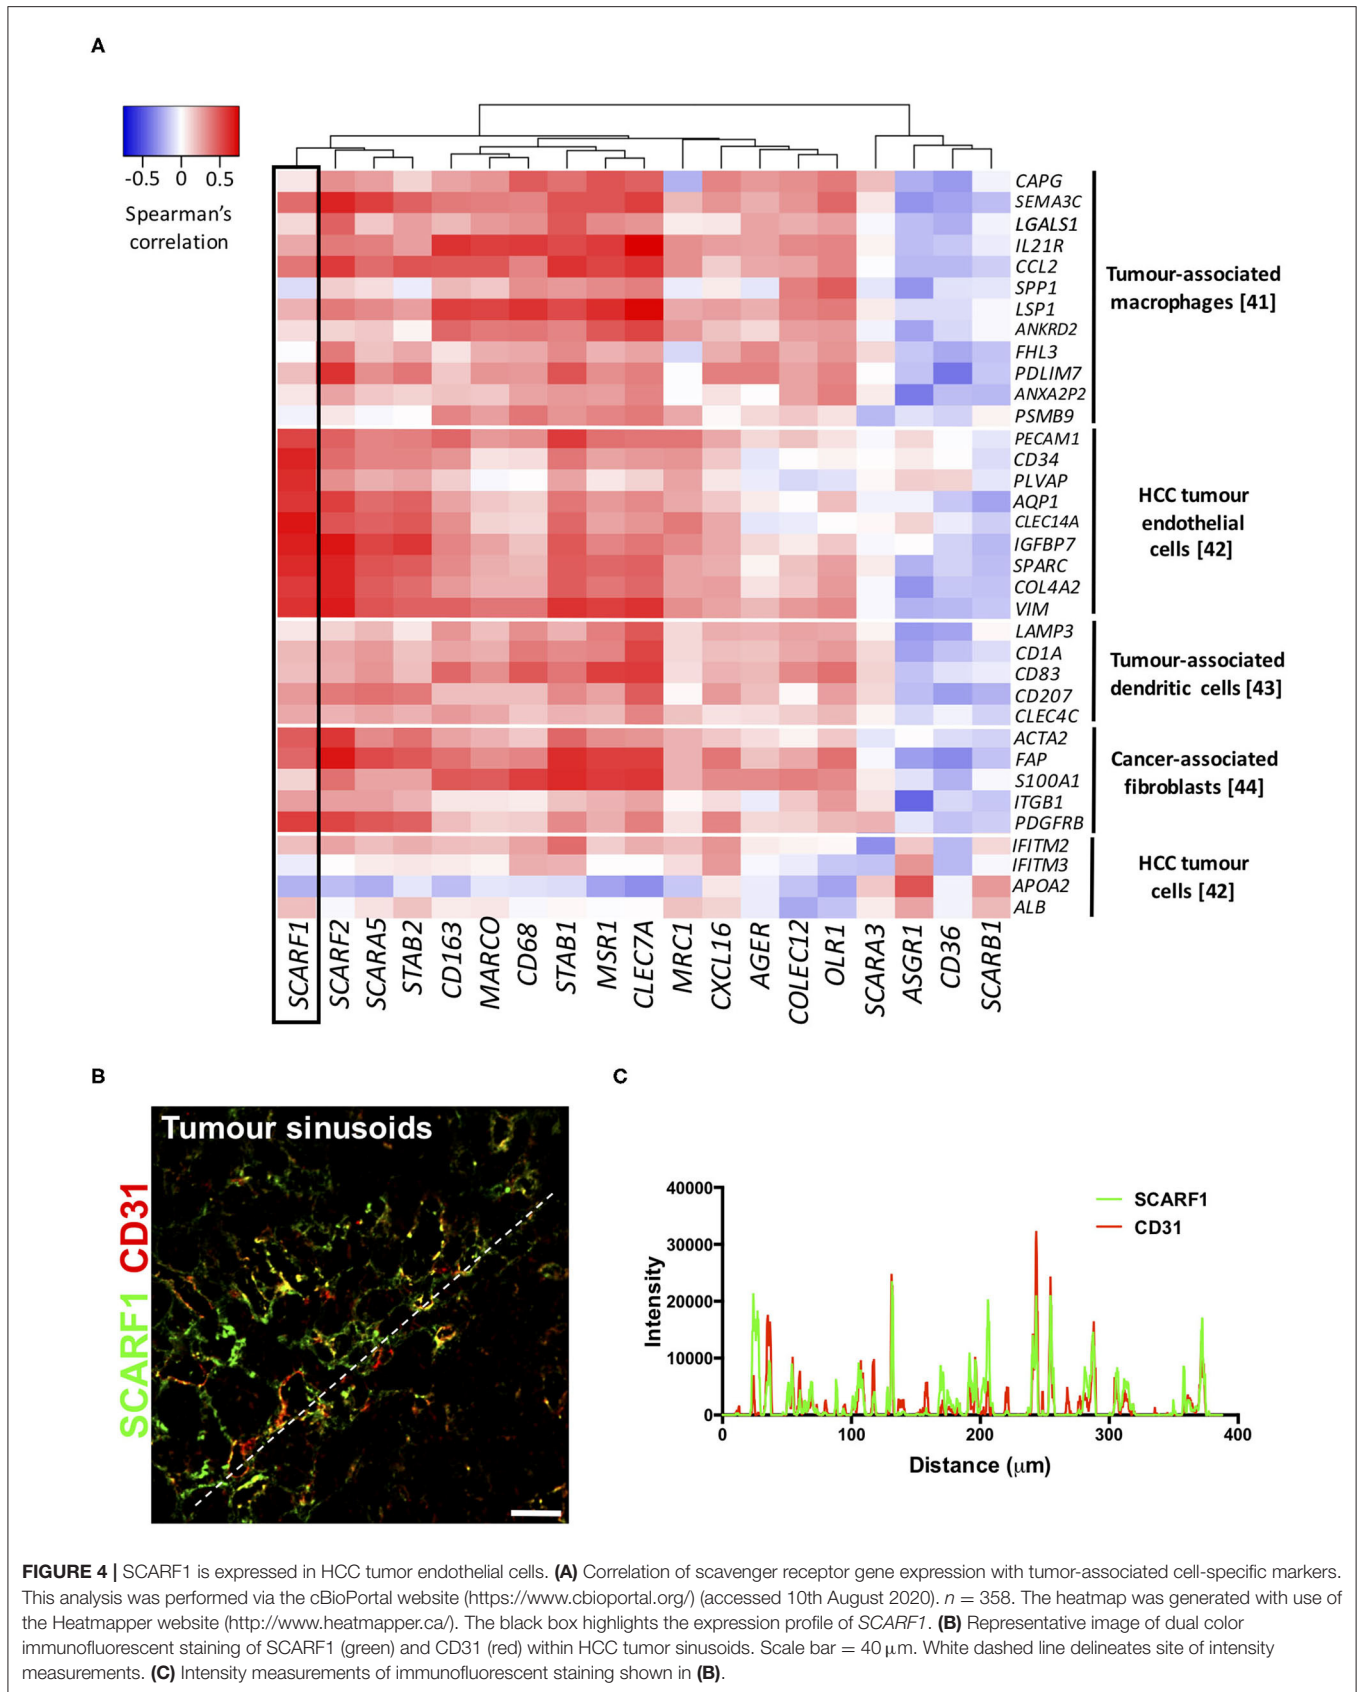 A
-0.5 0 0.5
Spearman's
correlation
CAPG
SEMA3C
LGALS1
IL21R
CCL2
SPP1
LSP1
ANKRD2
FHL3
PDLIM7
ANXA2P2
PSMB9
Tumour-associated
macrophages [41]
PECAM1
CD34
PLVAP
AQP1
CLEC14A
IGFBP7
SPARC
COL4A2
VIM
HCC tumour
endothelial
cells [42]
LAMP3
CD1A
CD83
CD207
CLEC4C
Tumour-associated
dendritic cells [43]
ACTA2
FAP
S100A1
ITGB1
PDGFRB
Cancer-associated
fibroblasts [44]
IFITM2
IFITM3
APOA2
ALB
HCC tumour
cells [42]
SCARF1
SCARF2
SCARA5
STAB2
CD163
MARCO
CD68
STAB1
MSR1
CLEC7A
MRC1
CXCL16
AGER
COLEC12
OLR1
SCARA3
ASGR1
CD36
SCARB1
B
SCARF1 CD31
Tumour sinusoids
C
Intensity
40000
30000
20000
10000
0
0 100 200 300 400
Distance (μm)
SCARF1
CD31
FIGURE 4 | SCARF1 is expressed in HCC tumor endothelial cells. (A) Correlation of scavenger receptor gene expression with tumor-associated cell-specific markers.
This analysis was performed via the cBioPortal website (https://www.cbioportal.org/) (accessed 10th August 2020). n = 358. The heatmap was generated with use of
the Heatmapper website (http://www.heatmapper.ca/). The black box highlights the expression profile of SCARF1. (B) Representative image of dual color
immunofluorescent staining of SCARF1 (green) and CD31 (red) within HCC tumor sinusoids. Scale bar = 40 μm. White dashed line delineates site of intensity
measurements. (C) Intensity measurements of immunofluorescent staining shown in (B).